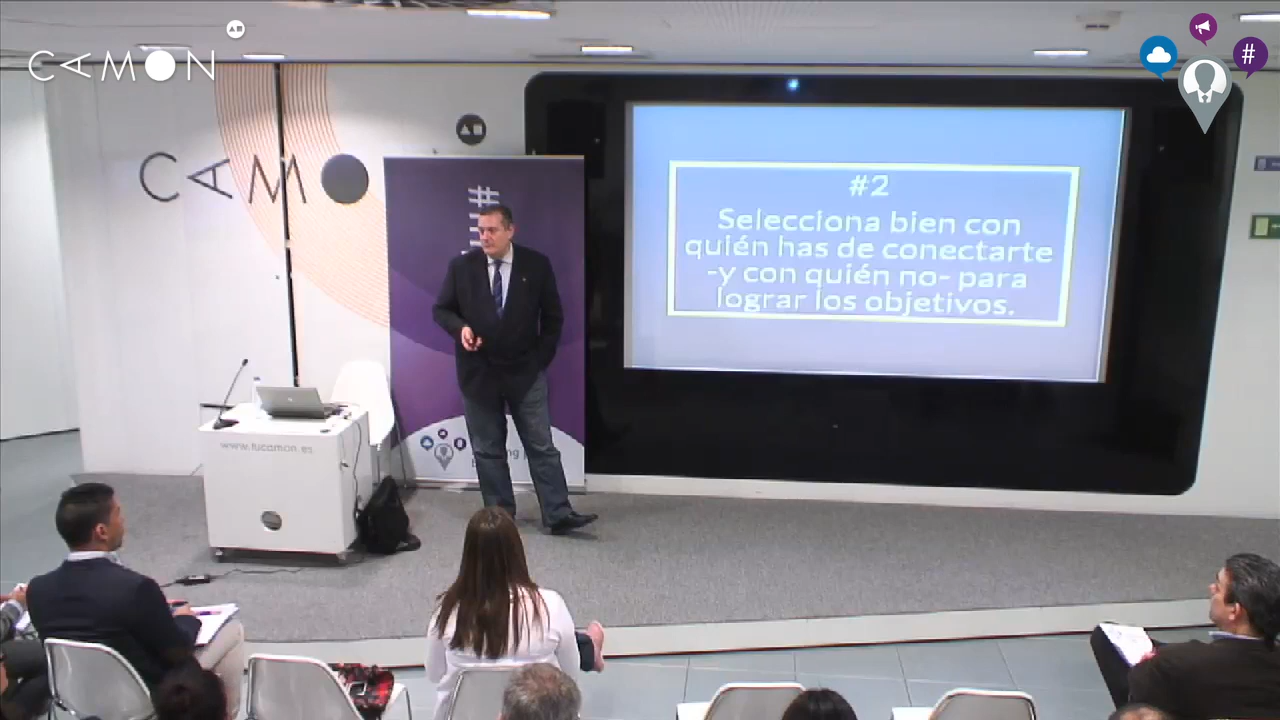 CAMON
#
CAMO
#2
Selecciona bien con
quién has de conectarte
-y con quién no- para
lograr los objetivos.
www.tucamon.es